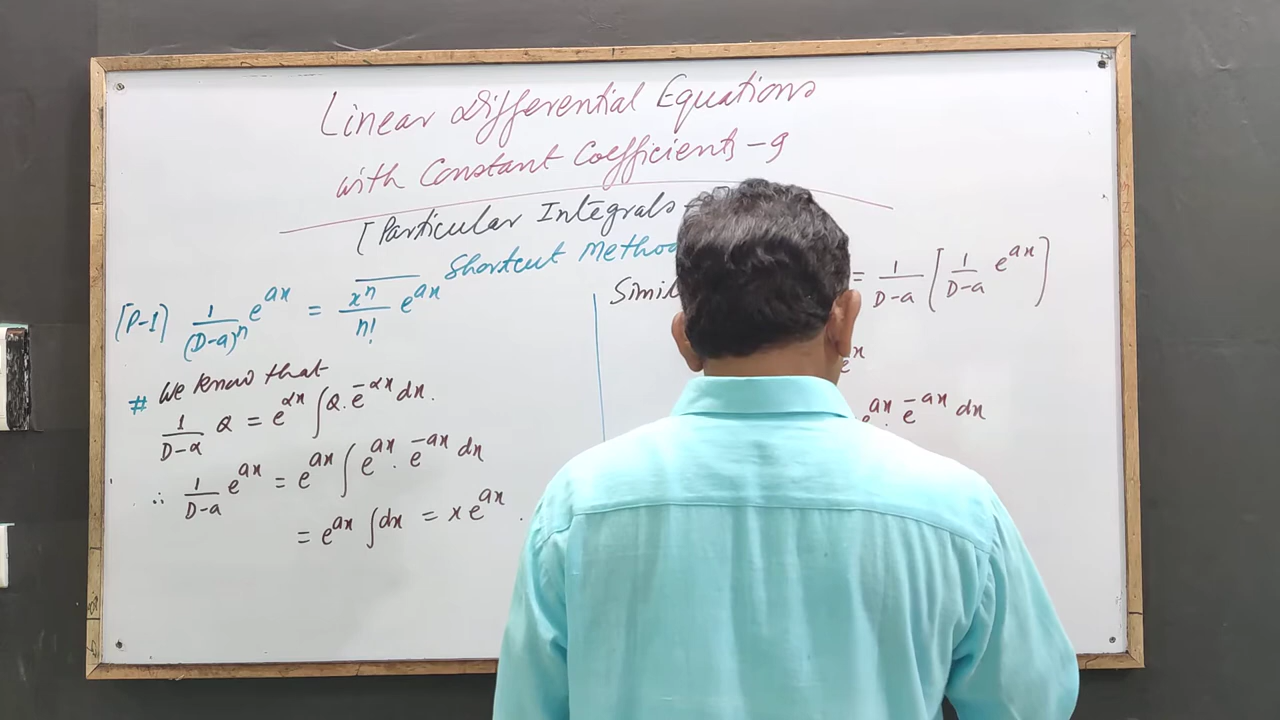 Linear Differential Equations
with Constant Coefficients - 9
[Particular Integrals -
Shortcut Method
[P-1] 1/(D-a)^n e^{ax} = x^n/n! e^{ax}
# We know that
1/(D-α) Q = e^{αx} ∫ Q. e^{-αx} dx.
∴ 1/(D-a) e^{ax} = e^{ax} ∫ e^{ax}. e^{-ax} dx
= e^{ax} ∫ dx = x e^{ax}.
= 1/(D-a) [1/(D-a) e^{ax}]
e^{ax}. e^{-ax} dx